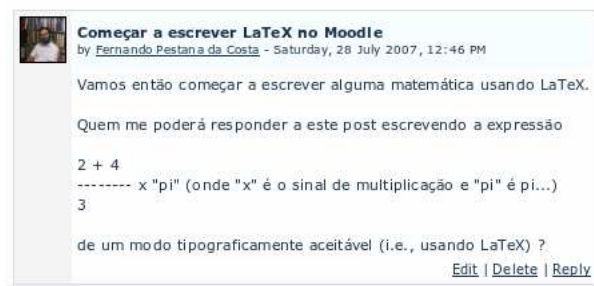 Começar a escrever LaTeX no Moodle
by Fernando Pestana da Costa - Saturday, 28 July 2007, 12:46 PM
Vamos então começar a escrever alguma matemática usando LaTeX.
Quem me poderá responder a este post escrevendo a expressão
2 + 4
-------- x "pi" (onde "x" é o sinal de multiplicação e "pi" é pi...)
3
de um modo tipograficamente aceitável (i.e., usando LaTeX) ?
Edit | Delete | Reply